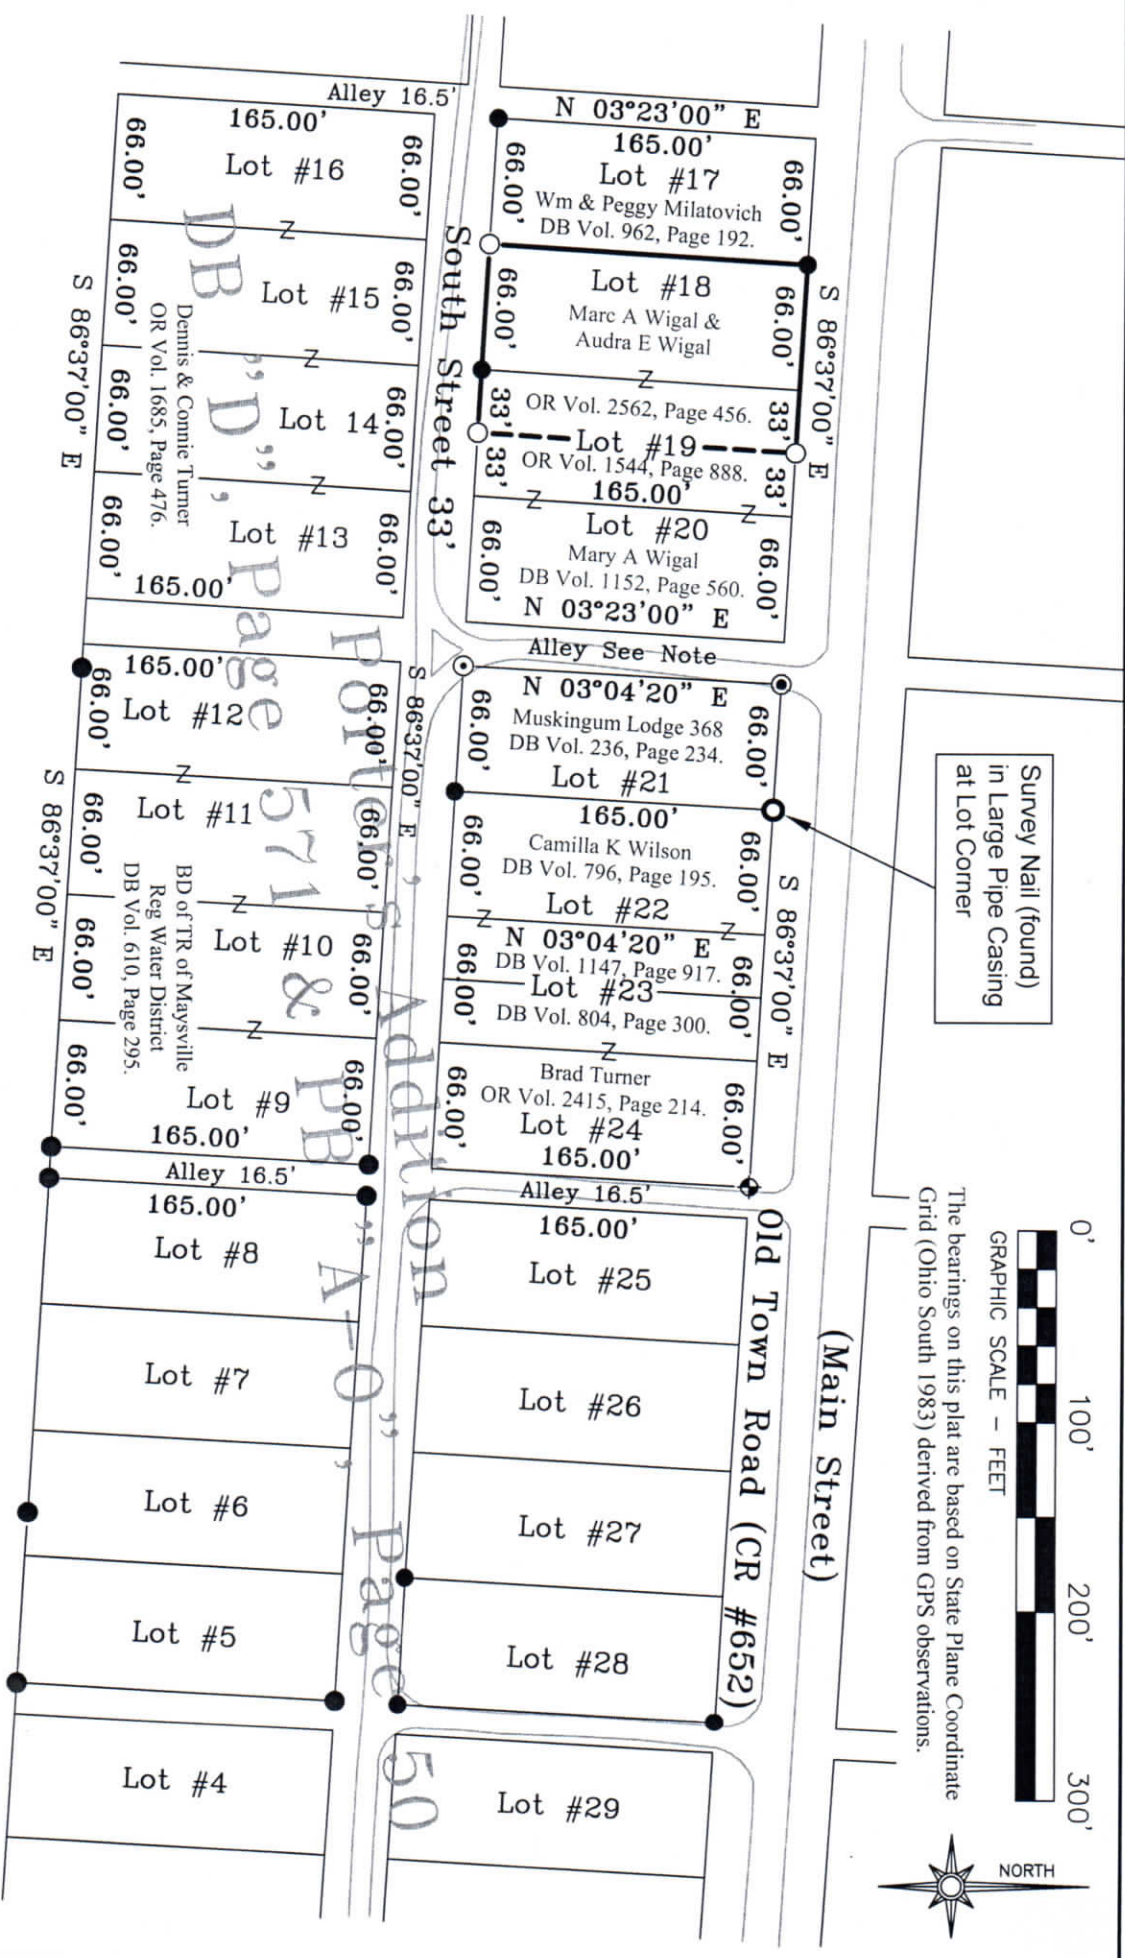 Alley 16.5'
165.00'
66.00'
66.00'
Lot #16
Z
66.00'
66.00'
Lot #15
Z
Dennis & Connie Turner
OR Vol. 1685, Page 476.
66.00'
66.00'
Lot 14
Z
66.00'
66.00'
Lot #13
165.00'
S 86°37'00" E
South Street 33'
N 03°23'00" E
165.00'
66.00'
66.00'
Lot #17
Wm & Peggy Milatovich
DB Vol. 962, Page 192.
Lot #18
66.00'
66.00'
Marc A Wigal &
Audra E Wigal
Z
OR Vol. 2562, Page 456.
33'
33'
Lot #19
OR Vol. 1544, Page 888.
33'
33'
165.00'
Z
Z
Lot #20
66.00'
66.00'
Mary A Wigal
DB Vol. 1152, Page 560.
N 03°23'00" E
S 86°37'00" E
Alley See Note
N 03°04'20" E
66.00'
66.00'
Muskingum Lodge 368
DB Vol. 236, Page 234.
Lot #21
165.00'
66.00'
66.00'
Camilla K Wilson
DB Vol. 796, Page 195.
Lot #22
Z
Z
N 03°04'20" E
DB Vol. 1147, Page 917.
66.00'
66.00'
Lot #23
DB Vol. 804, Page 300.
Z
Brad Turner
OR Vol. 2415, Page 214.
66.00'
66.00'
Lot #24
165.00'
S 86°37'00" E
Alley 16.5'
165.00'
Lot #25
Lot #26
Lot #27
Lot #28
Lot #29
165.00'
66.00'
66.00'
Lot #12
Z
Lot #11
66.00'
66.00'
Z
BD of TR of Maysville
Reg Water District
DB Vol. 610, Page 295.
Lot #10
66.00'
66.00'
Z
66.00'
66.00'
Lot #9
165.00'
S 86°37'00" E
S 86°37'00" E
Alley 16.5'
165.00'
Lot #8
Lot #7
Lot #6
Lot #5
Lot #4
Porter's Addition
DB "D", Page 571 & PB "A-0", Page 50
Old Town Road (CR #652)
(Main Street)
Survey Nail (found)
in Large Pipe Casing
at Lot Corner
0' 100' 200' 300'
GRAPHIC SCALE - FEET
The bearings on this plat are based on State Plane Coordinate
Grid (Ohio South 1983) derived from GPS observations.
NORTH